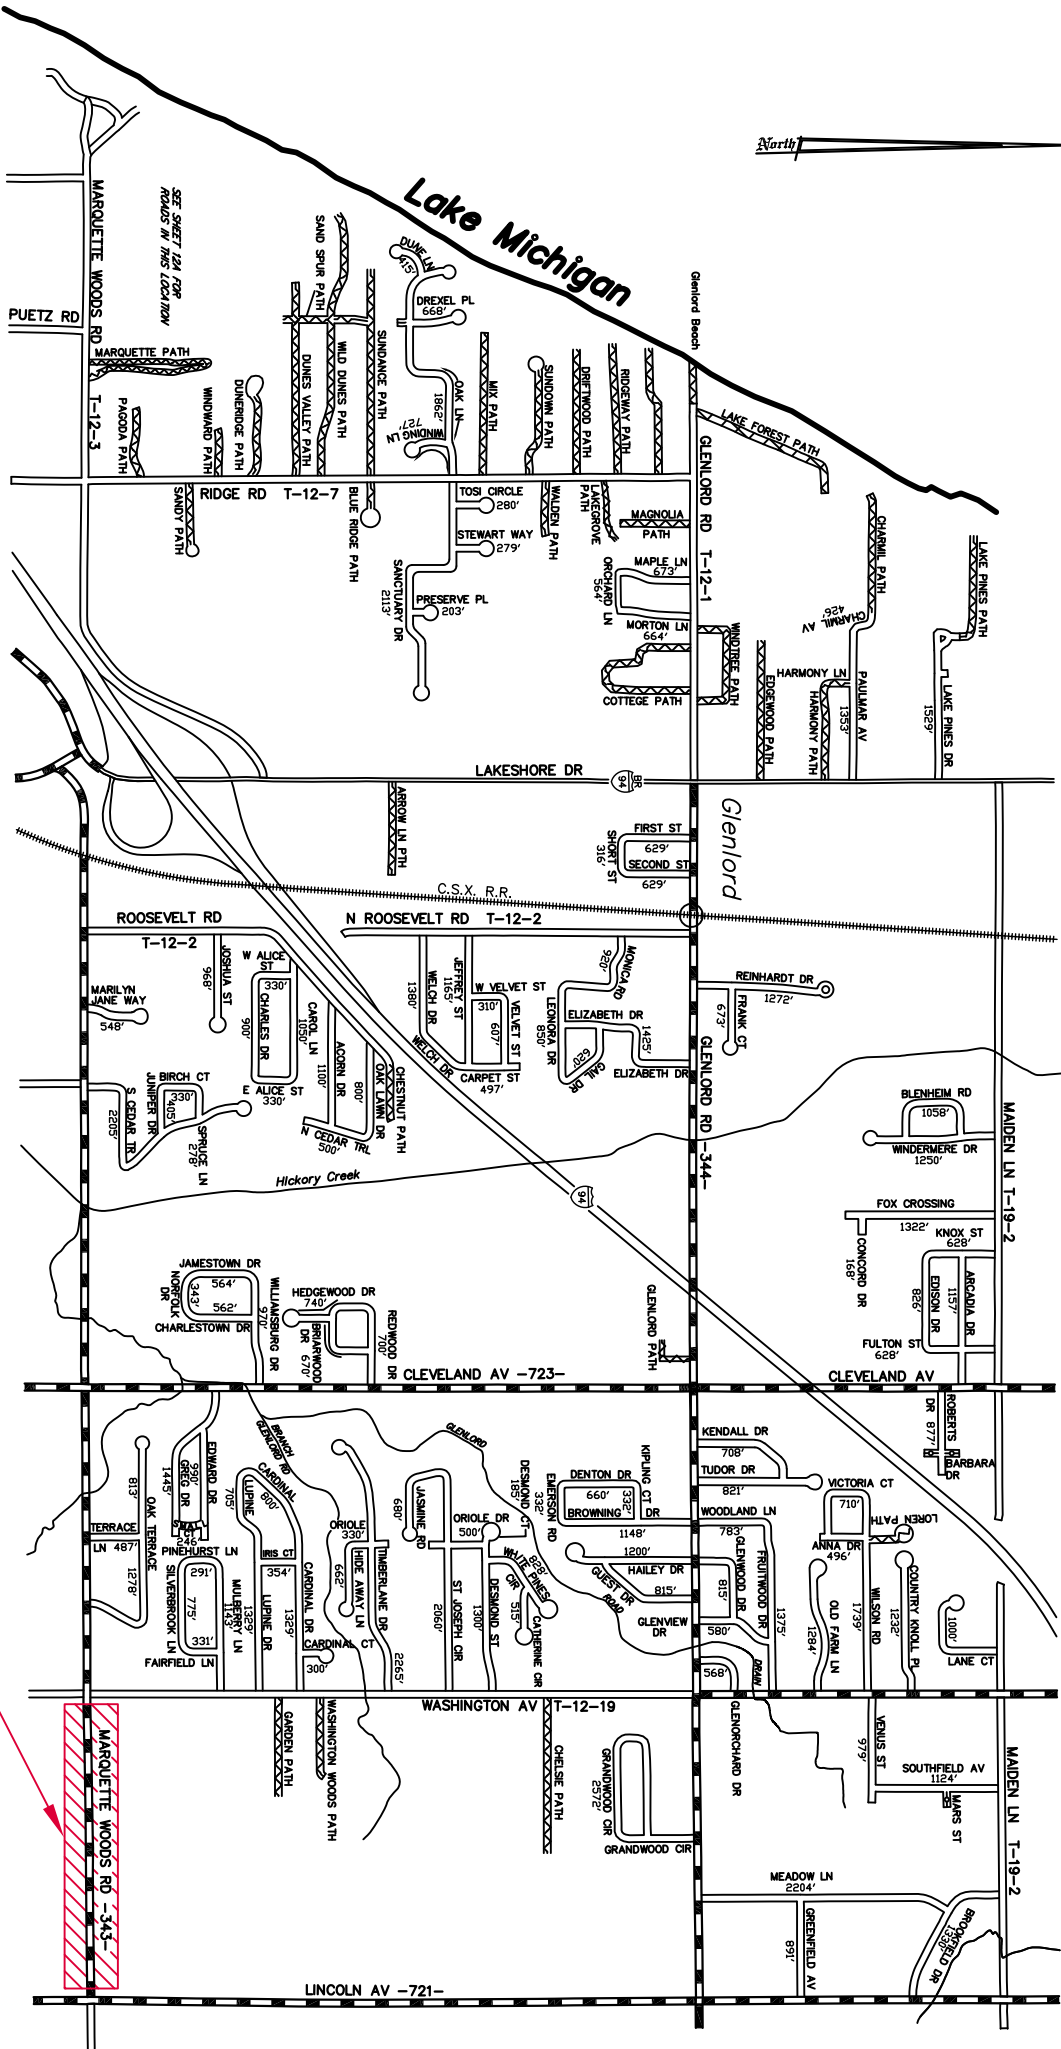 North
Lake Michigan
SEE SHEET 12A FOR
ROADS IN THIS LOCATION
MARQUETTE WOODS RD
T-12-3
PUETZ RD
MARQUETTE PATH
PAGODA PATH
WINDWARD PATH
DUNERIDGE PATH
SAND SPUR PATH
DUNES VALLEY PATH
WILD DUNES PATH
SUNDANCE PATH
DUNE LN
415'
DREXEL PL
668'
OAK LN
1862'
WINDING LN
727'
MIX PATH
SUNDOWN PATH
DRIFTWOOD PATH
RIDGEWAY PATH
Glenlord Beach
LAKE FOREST PATH
GLENLORD RD T-12-1
RIDGE RD T-12-7
SANDY PATH
BLUE RIDGE PATH
TOSI CIRCLE
280'
STEWART WAY
279'
SANCTUARY DR
2113'
PRESERVE PL
203'
WALDEN PATH
LAKEGROVE
PATH
MAGNOLIA
PATH
MAPLE LN
673'
ORCHARD LN
564'
MORTON LN
664'
COTTEGE PATH
WINDTREE PATH
EDGEWOOD PATH
CHARMIL PATH
CHARMIL AV
426'
HARMONY LN
HARMONY PATH
PAULMAR AV
1353'
LAKE PINES PATH
LAKE PINES DR
1529'
LAKESHORE DR
BR
94
ARROW LN PTH
Glenlord
FIRST ST
629'
SHORT ST
316'
SECOND ST
629'
C.S.X. R.R.
ROOSEVELT RD
T-12-2
N ROOSEVELT RD T-12-2
MARILYN
JANE WAY
548'
JOSHUA ST
968'
W ALICE
ST
330'
CHARLES DR
900'
CAROL LN
1050'
E ALICE ST
330'
ACORN DR
1100'
OAK LAWN DR
800'
CHESTNUT PATH
N CEDAR TRL
500'
WELCH DR
1380'
WELCH DR
JEFFREY ST
1165'
W VELVET ST
310'
VELVET ST
607'
CARPET ST
497'
MONICA RD
920'
LEONORA DR
850'
ELIZABETH DR
1425'
GAIL DR
620'
ELIZABETH DR
REINHARDT DR
1272'
FRANK CT
673'
GLENLORD RD -344-
S CEDAR TR
2205'
JUNIPER DR
BIRCH CT
330'
405'
SPRUCE LN
278'
Hickory Creek
94
BLENHEIM RD
1058'
WINDERMERE DR
1250'
MAIDEN LN T-19-2
FOX CROSSING
1322'
CONCORD DR
168'
KNOX ST
628'
EDISON DR
826'
ARCADIA DR
1157'
FULTON ST
628'
JAMESTOWN DR
564'
NORFOLK
DR
343'
562'
CHARLESTOWN DR
WILLIAMSBURG DR
970'
HEDGEWOOD DR
740'
BRIARWOOD
DR 670'
REDWOOD DR
700'
GLENLORD PATH
CLEVELAND AV -723-
CLEVELAND AV
ROBERTS
DR 877'
BARBARA
DR
OAK TERRACE
813'
1278'
TERRACE
LN 487'
EDWARD DR
GREG DR
990'
1445'
SMALL
CT
246
BRANCH
GLENLORD RD
CARDINAL
800'
LUPINE
705'
PINEHURST LN
291'
SILVERBROOK LN
775'
331'
FAIRFIELD LN
MULBERRY LN
1143'
IRIS CT
354'
LUPINE DR
1329'
CARDINAL DR
1329'
CARDINAL CT
300'
ORIOLE
330'
HIDE AWAY LN
662'
TIMBERLANE DR
2265'
JASMINE RD
680'
GLENLORD
ORIOLE DR
500'
ST JOSEPH CIR
2060'
DESMOND ST
1300'
DESMOND CT
185'
WHITE PINES
CIR
828'
CATHERINE CIR
515'
EMERSON RD
332'
DENTON DR
660'
BROWNING DR
1148'
KIPLING CT
332'
1200'
HAILEY DR
GUEST DR
815'
ROAD
KENDALL DR
708'
TUDOR DR
821'
WOODLAND LN
783'
GLENWOOD DR
815'
FRUITWOOD DR
1375'
GLENVIEW
DR
580'
568'
DRAIN
GLENORCHARD DR
VICTORIA CT
710'
LOREN PATH
ANNA DR
496'
OLD FARM LN
1284'
WILSON RD
1739'
COUNTRY KNOLL PL
1232'
1000'
LANE CT
WASHINGTON AV T-12-19
GARDEN PATH
WASHINGTON WOODS PATH
CHELSIE PATH
GRANDWOOD CIR
2572'
GRANDWOOD CIR
VENUS ST
979'
SOUTHFIELD AV
1124'
MARS ST
MAIDEN LN T-19-2
MEADOW LN
2204'
GREENFIELD AV
891'
BROOKFIELD DR
1330'
MARQUETTE WOODS RD -343-
LINCOLN AV -721-